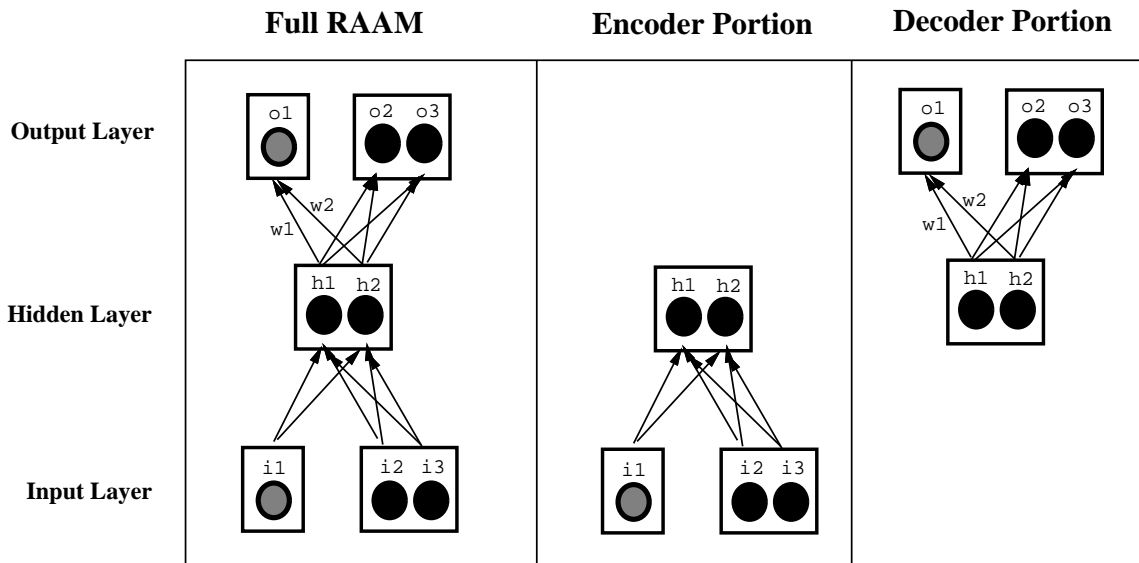 Full RAAM Encoder Portion Decoder Portion
Output Layer
o1 o2 o3
o1 o2 o3
w2
w1
w2
w1
Hidden Layer
h1 h2
h1 h2
h1 h2
Input Layer
i1 i2 i3
i1 i2 i3